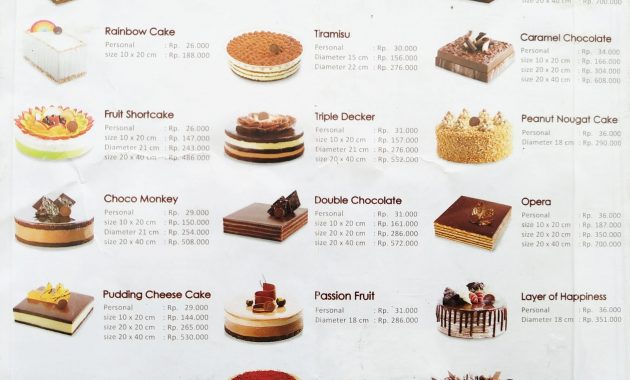 Rp. 700.000
Rainbow Cake
Personal : Rp. 26.000
size 10 x 20 cm : Rp. 188.000
Tiramisu
Personal : Rp. 30.000
Diameter 15 cm : Rp. 156.000
Diameter 22 cm : Rp. 276.000
Caramel Chocolate
Personal : Rp. 34.000
size 10 x 20 cm : Rp. 166.000
size 20 x 20 cm : Rp. 304.000
size 20 x 40 cm : Rp. 608.000
Fruit Shortcake
Personal : Rp. 26.000
size 10 x 20 cm : Rp. 147.000
Diameter 21 cm : Rp. 243.000
size 20 x 40 cm : Rp. 486.000
Triple Decker
Personal : Rp. 31.000
size 10 x 20 cm : Rp. 157.000
Diameter 21 cm : Rp. 276.000
size 20 x 40 cm : Rp. 552.000
Peanut Nougat Cake
Personal : Rp. 36.000
Diameter 18 cm : Rp. 290.000
Choco Monkey
Personal : Rp. 29.000
size 10 x 20 cm : Rp. 150.000
Diameter 21 cm : Rp. 254.000
size 20 x 40 cm : Rp. 508.000
Double Chocolate
Personal : Rp. 31.000
size 10 x 20 cm : Rp. 161.000
size 20 x 20 cm : Rp. 286.000
size 20 x 40 cm : Rp. 572.000
Opera
Personal : Rp. 36.000
size 10 x 20 cm : Rp. 187.000
size 20 x 20 cm : Rp. 350.000
size 20 x 40 cm : Rp. 700.000
Pudding Cheese Cake
Personal : Rp. 29.000
size 10 x 20 cm : Rp. 144.000
size 20 x 20 cm : Rp. 265.000
size 20 x 40 cm : Rp. 530.000
Passion Fruit
Personal : Rp. 31.000
Diameter 18 cm : Rp. 286.000
Layer of Happiness
Personal : Rp. 36.000
Diameter 18 cm : Rp. 351.000